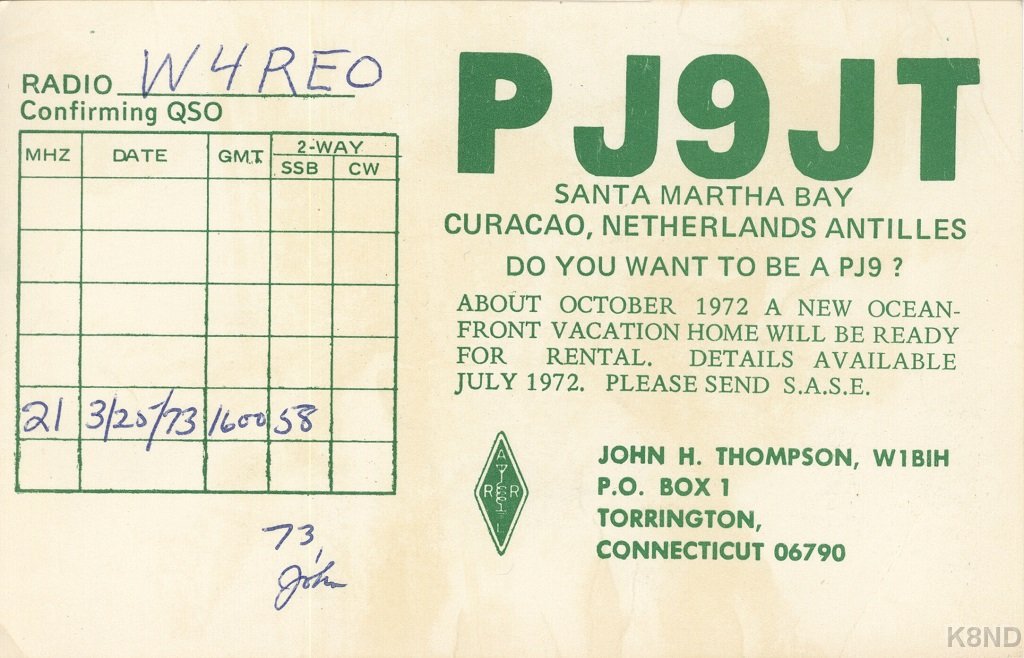 RADIO W4REO
Confirming QSO
MHZ DATE GMT. 2-WAY
SSB CW
21 3/25/73 1600 58
73,
John
PJ9JT
SANTA MARTHA BAY
CURACAO, NETHERLANDS ANTILLES
DO YOU WANT TO BE A PJ9 ?
ABOUT OCTOBER 1972 A NEW OCEAN-
FRONT VACATION HOME WILL BE READY
FOR RENTAL. DETAILS AVAILABLE
JULY 1972. PLEASE SEND S.A.S.E.
A
R R
L
JOHN H. THOMPSON, W1BIH
P.O. BOX 1
TORRINGTON,
CONNECTICUT 06790
K8ND